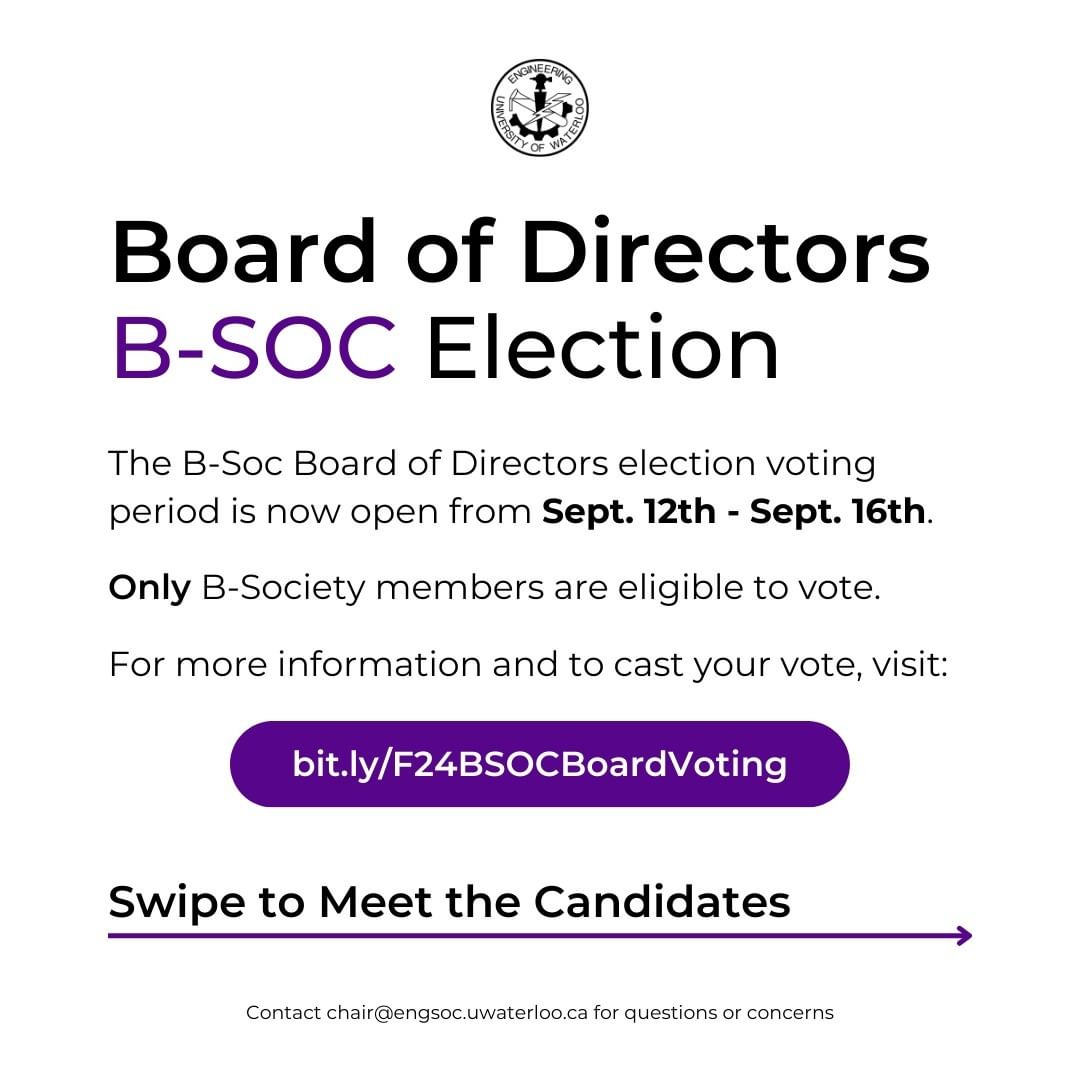 ENGINEERING
UNIVERSITY OF WATERLOO
Board of Directors
B-SOC Election
The B-Soc Board of Directors election voting
period is now open from Sept. 12th - Sept. 16th.
Only B-Society members are eligible to vote.
For more information and to cast your vote, visit:
bit.ly/F24BSOCBoardVoting
Swipe to Meet the Candidates
Contact chair@engsoc.uwaterloo.ca for questions or concerns